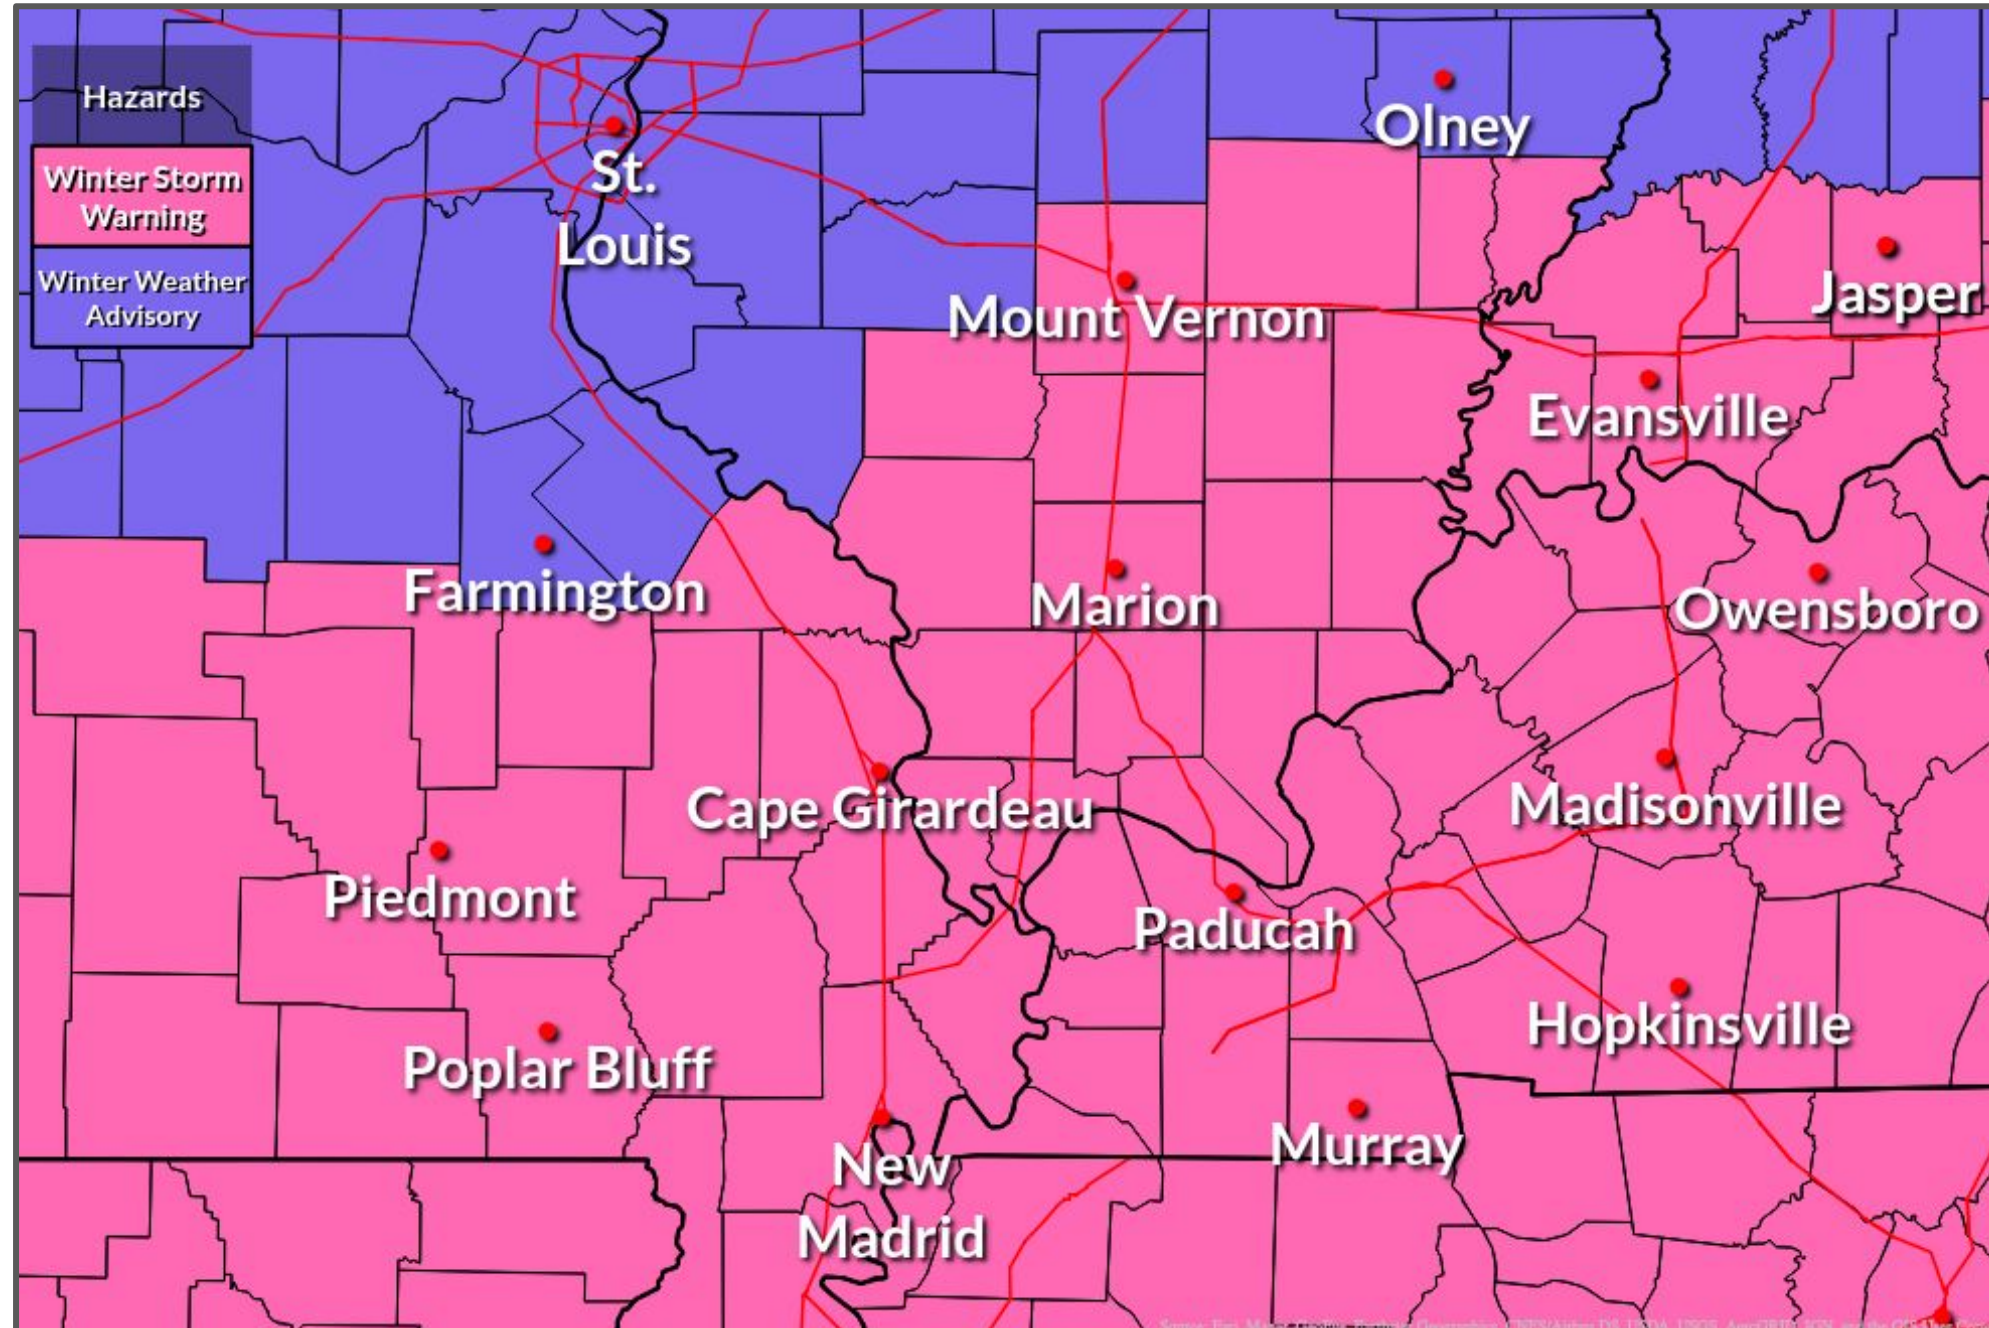 Hazards
Winter Storm
Warning
Winter Weather
Advisory
Olney
St.
Louis
Jasper
Mount Vernon
Evansville
Farmington
Marion
Owensboro
Cape Girardeau
Madisonville
Piedmont
Paducah
Hopkinsville
Poplar Bluff
Murray
New
Madrid